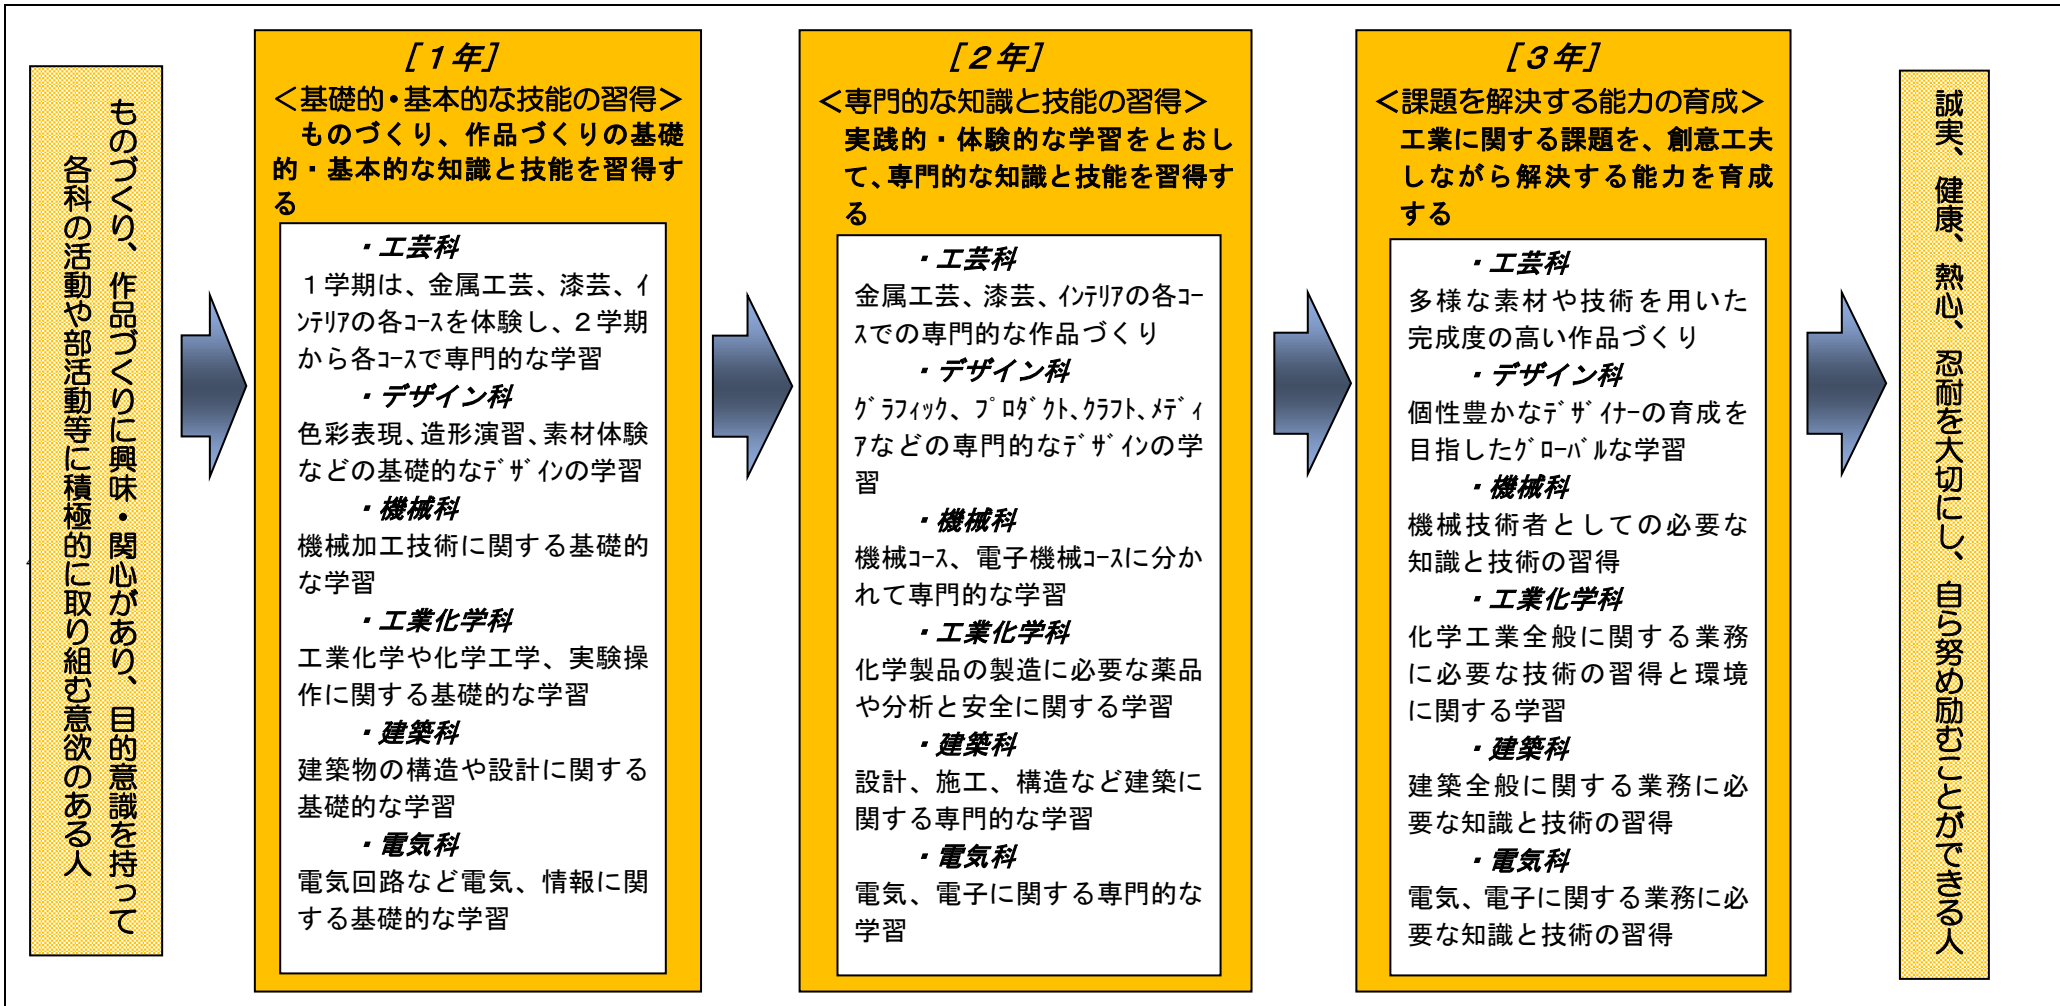 ものづくり、作品づくりに興味・関心があり、目的意識を持って
各科の活動や部活動等に積極的に取り組む意欲のある人
［１年］
＜基礎的・基本的な技能の習得＞
ものづくり、作品づくりの基礎
的・基本的な知識と技能を習得す
る
・工芸科
１学期は、金属工芸、漆芸、ｲ
ﾝﾃﾘｱの各ｺｰｽを体験し、２学期
から各ｺｰｽで専門的な学習
・デザイン科
色彩表現、造形演習、素材体験
などの基礎的なﾃﾞｻﾞｲﾝの学習
・機械科
機械加工技術に関する基礎的
な学習
・工業化学科
工業化学や化学工学、実験操
作に関する基礎的な学習
・建築科
建築物の構造や設計に関する
基礎的な学習
・電気科
電気回路など電気、情報に関
する基礎的な学習
［２年］
＜専門的な知識と技能の習得＞
実践的・体験的な学習をとおし
て、専門的な知識と技能を習得す
る
・工芸科
金属工芸、漆芸、ｲﾝﾃﾘｱの各ｺｰ
ｽでの専門的な作品づくり
・デザイン科
ｸﾞﾗﾌｨｯｸ、ﾌﾟﾛﾀﾞｸﾄ、ｸﾗﾌﾄ、ﾒﾃﾞｨ
ｱなどの専門的なﾃﾞｻﾞｲﾝの学
習
・機械科
機械ｺｰｽ、電子機械ｺｰｽに分か
れて専門的な学習
・工業化学科
化学製品の製造に必要な薬品
や分析と安全に関する学習
・建築科
設計、施工、構造など建築に
関する専門的な学習
・電気科
電気、電子に関する専門的な
学習
［３年］
＜課題を解決する能力の育成＞
工業に関する課題を、創意工夫
しながら解決する能力を育成
する
・工芸科
多様な素材や技術を用いた
完成度の高い作品づくり
・デザイン科
個性豊かなﾃﾞｻﾞｲﾅｰの育成を
目指したｸﾞﾛｰﾊﾞﾙな学習
・機械科
機械技術者としての必要な
知識と技術の習得
・工業化学科
化学工業全般に関する業務
に必要な技術の習得と環境
に関する学習
・建築科
建築全般に関する業務に必
要な知識と技術の習得
・電気科
電気、電子に関する業務に必
要な知識と技術の習得
誠実、健康、熱心、忍耐を大切にし、自ら努め励むことができる人